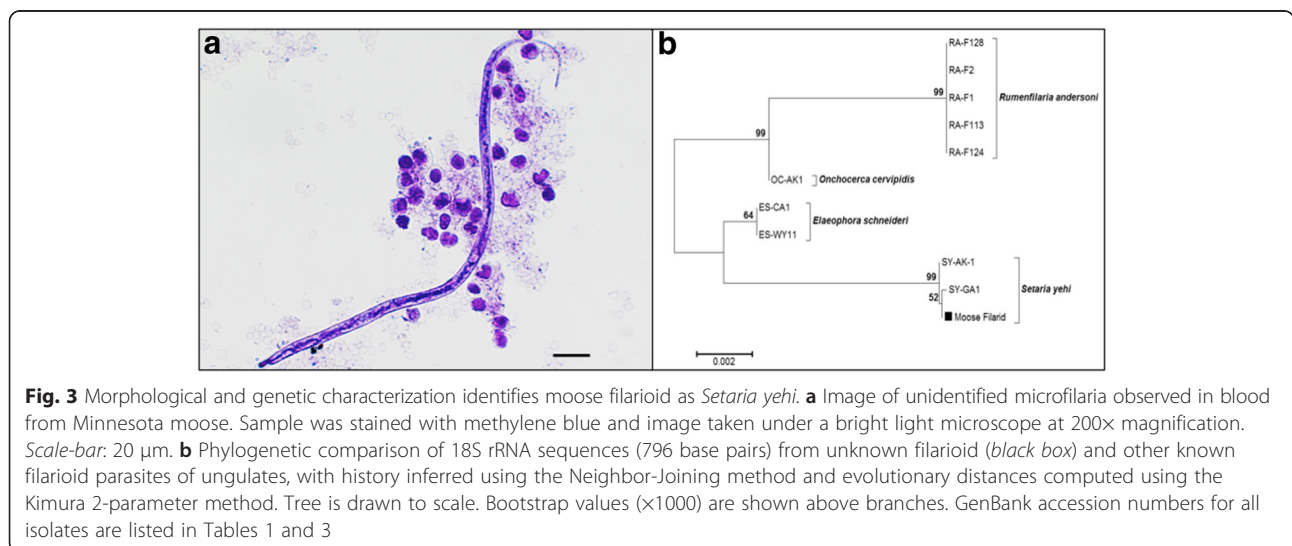 a
b
RA-F128
RA-F2
99
RA-F1
Rumenfilaria andersoni
RA-F113
99
RA-F124
OC-AK1
Onchocerca cervipidis
ES-CA1
64
Elaeophora schneideri
ES-WY11
SY-AK-1
99
SY-GA1
Setaria yehi
52
Moose Filarid
0.002
Fig. 3 Morphological and genetic characterization identifies moose filarioid as Setaria yehi. a Image of unidentified microfilaria observed in blood
from Minnesota moose. Sample was stained with methylene blue and image taken under a bright light microscope at 200× magnification.
Scale-bar: 20 μm. b Phylogenetic comparison of 18S rRNA sequences (796 base pairs) from unknown filarioid (black box) and other known
filarioid parasites of ungulates, with history inferred using the Neighbor-Joining method and evolutionary distances computed using the
Kimura 2-parameter method. Tree is drawn to scale. Bootstrap values (×1000) are shown above branches. GenBank accession numbers for all
isolates are listed in Tables 1 and 3